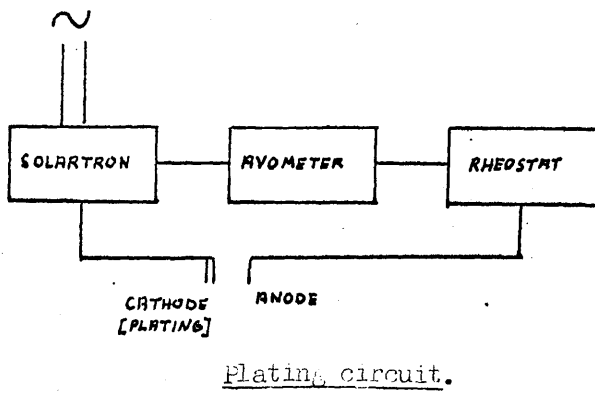 SOLARTRON
AVOMETER
RHEOSTAT
CATHODE
[PLATING]
ANODE
Plating circuit.